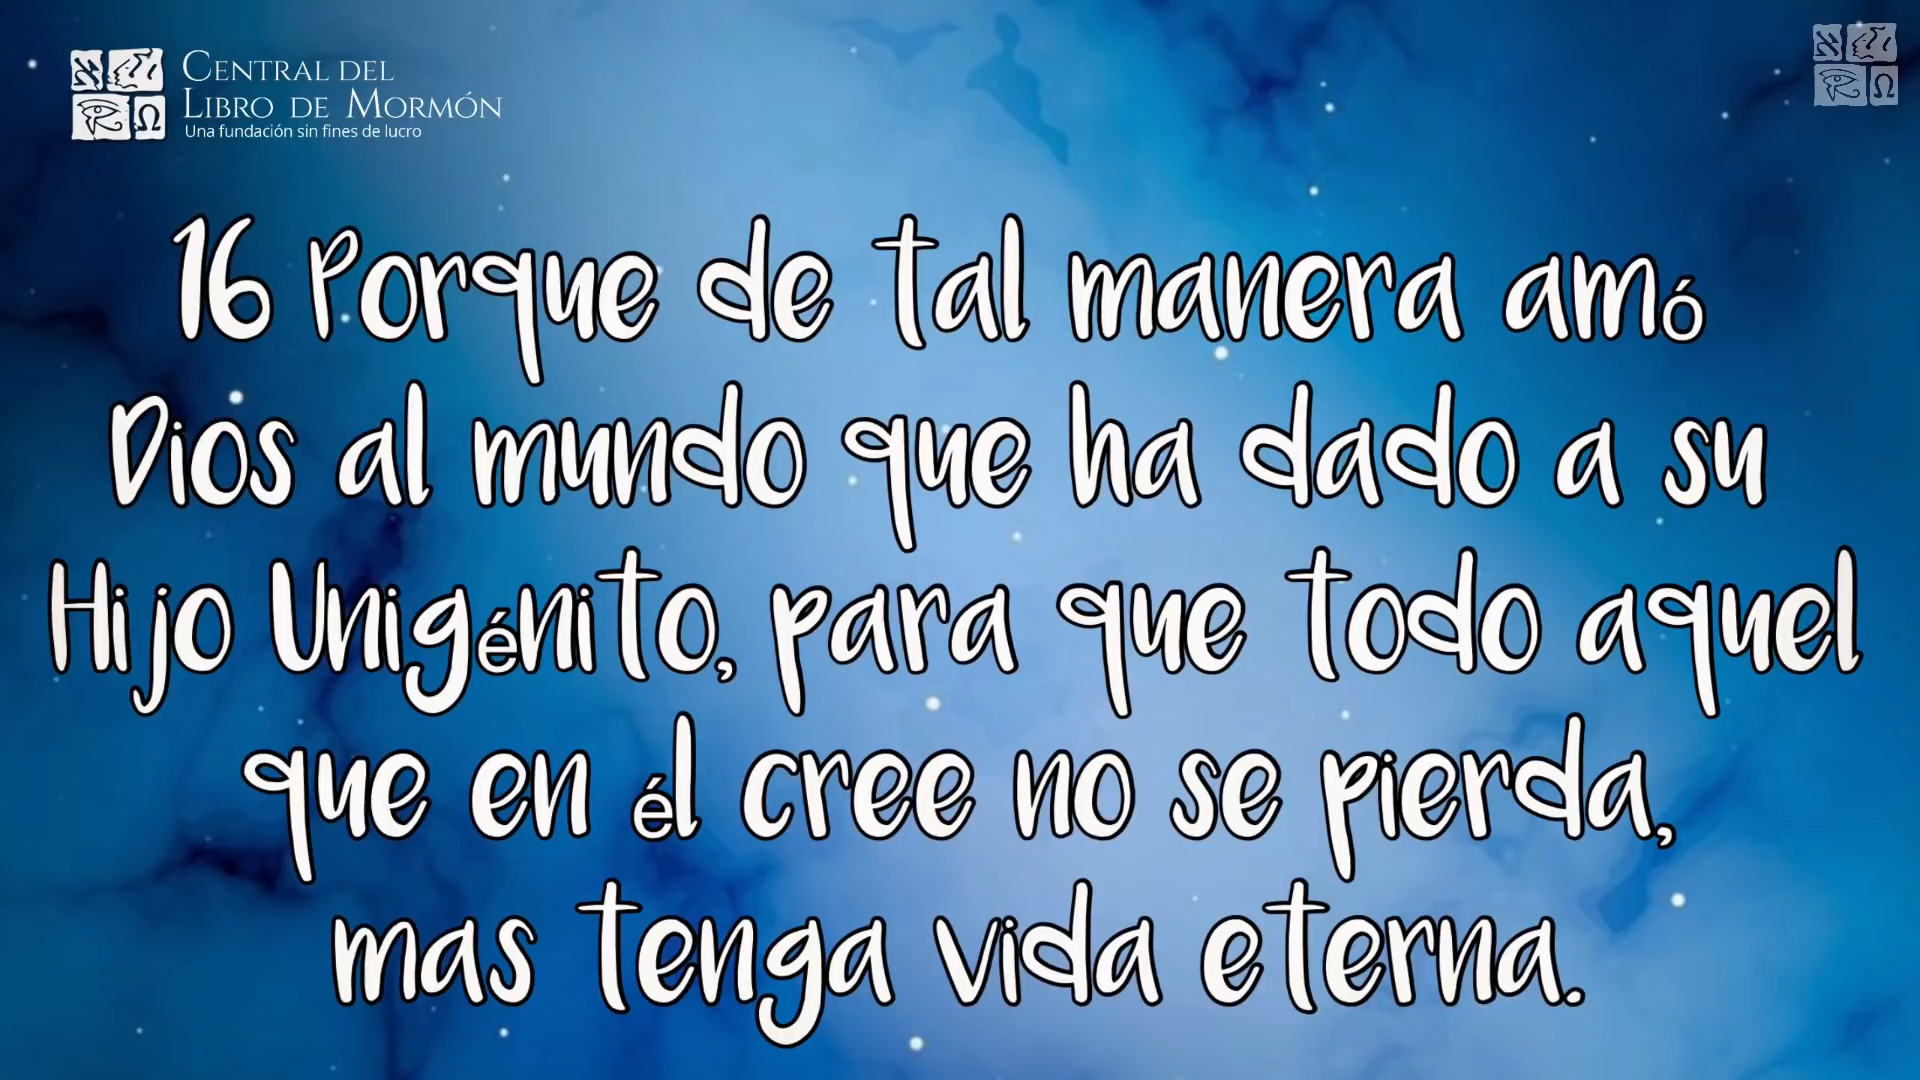 CENTRAL DEL
LIBRO DE MORMÓN
Una fundación sin fines de lucro
16 Porque de tal manera amó
Dios al mundo que ha dado a su
Hijo Unigénito, para que todo aquel
que en él cree no se pierda,
mas tenga vida eterna.